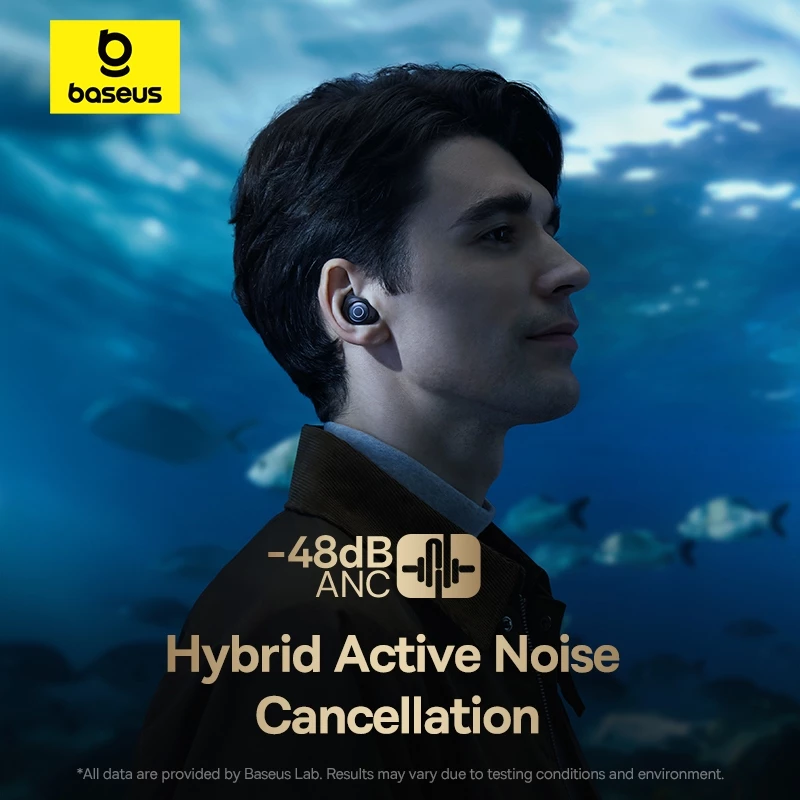 baseus
-48dB
ANC
Hybrid Active Noise
Cancellation
*All data are provided by Baseus Lab. Results may vary due to testing conditions and environment.